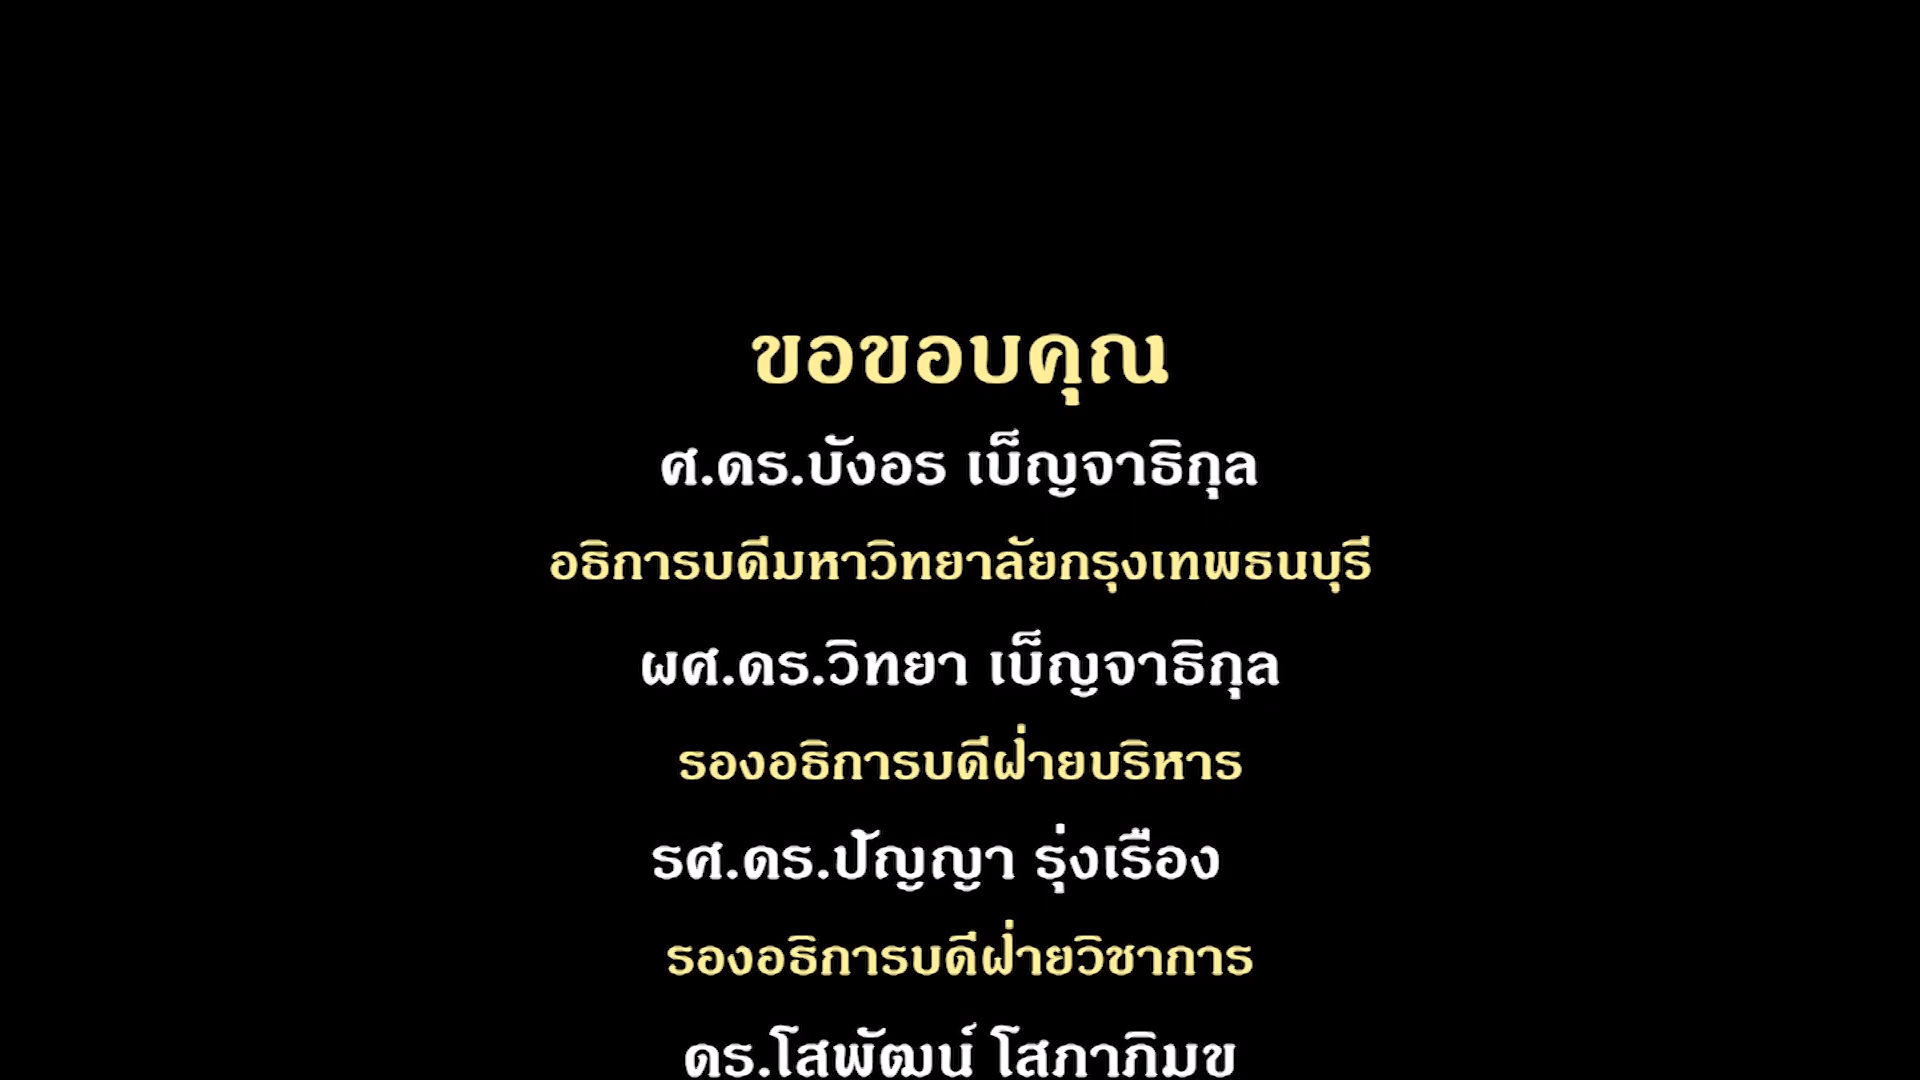 ขอขอบคุณ
ศ.ดร.บังอร เบ็ญจาธิกุล
อธิการบดีมหาวิทยาลัยกรุงเทพธนบุรี
ผศ.ดร.วิทยา เบ็ญจาธิกุล
รองอธิการบดีฝ่ายบริหาร
รศ.ดร.ปัญญา รุ่งเรือง
รองอธิการบดีฝ่ายวิชาการ
ดร.โสพัฒน์ โสภาภิมุข